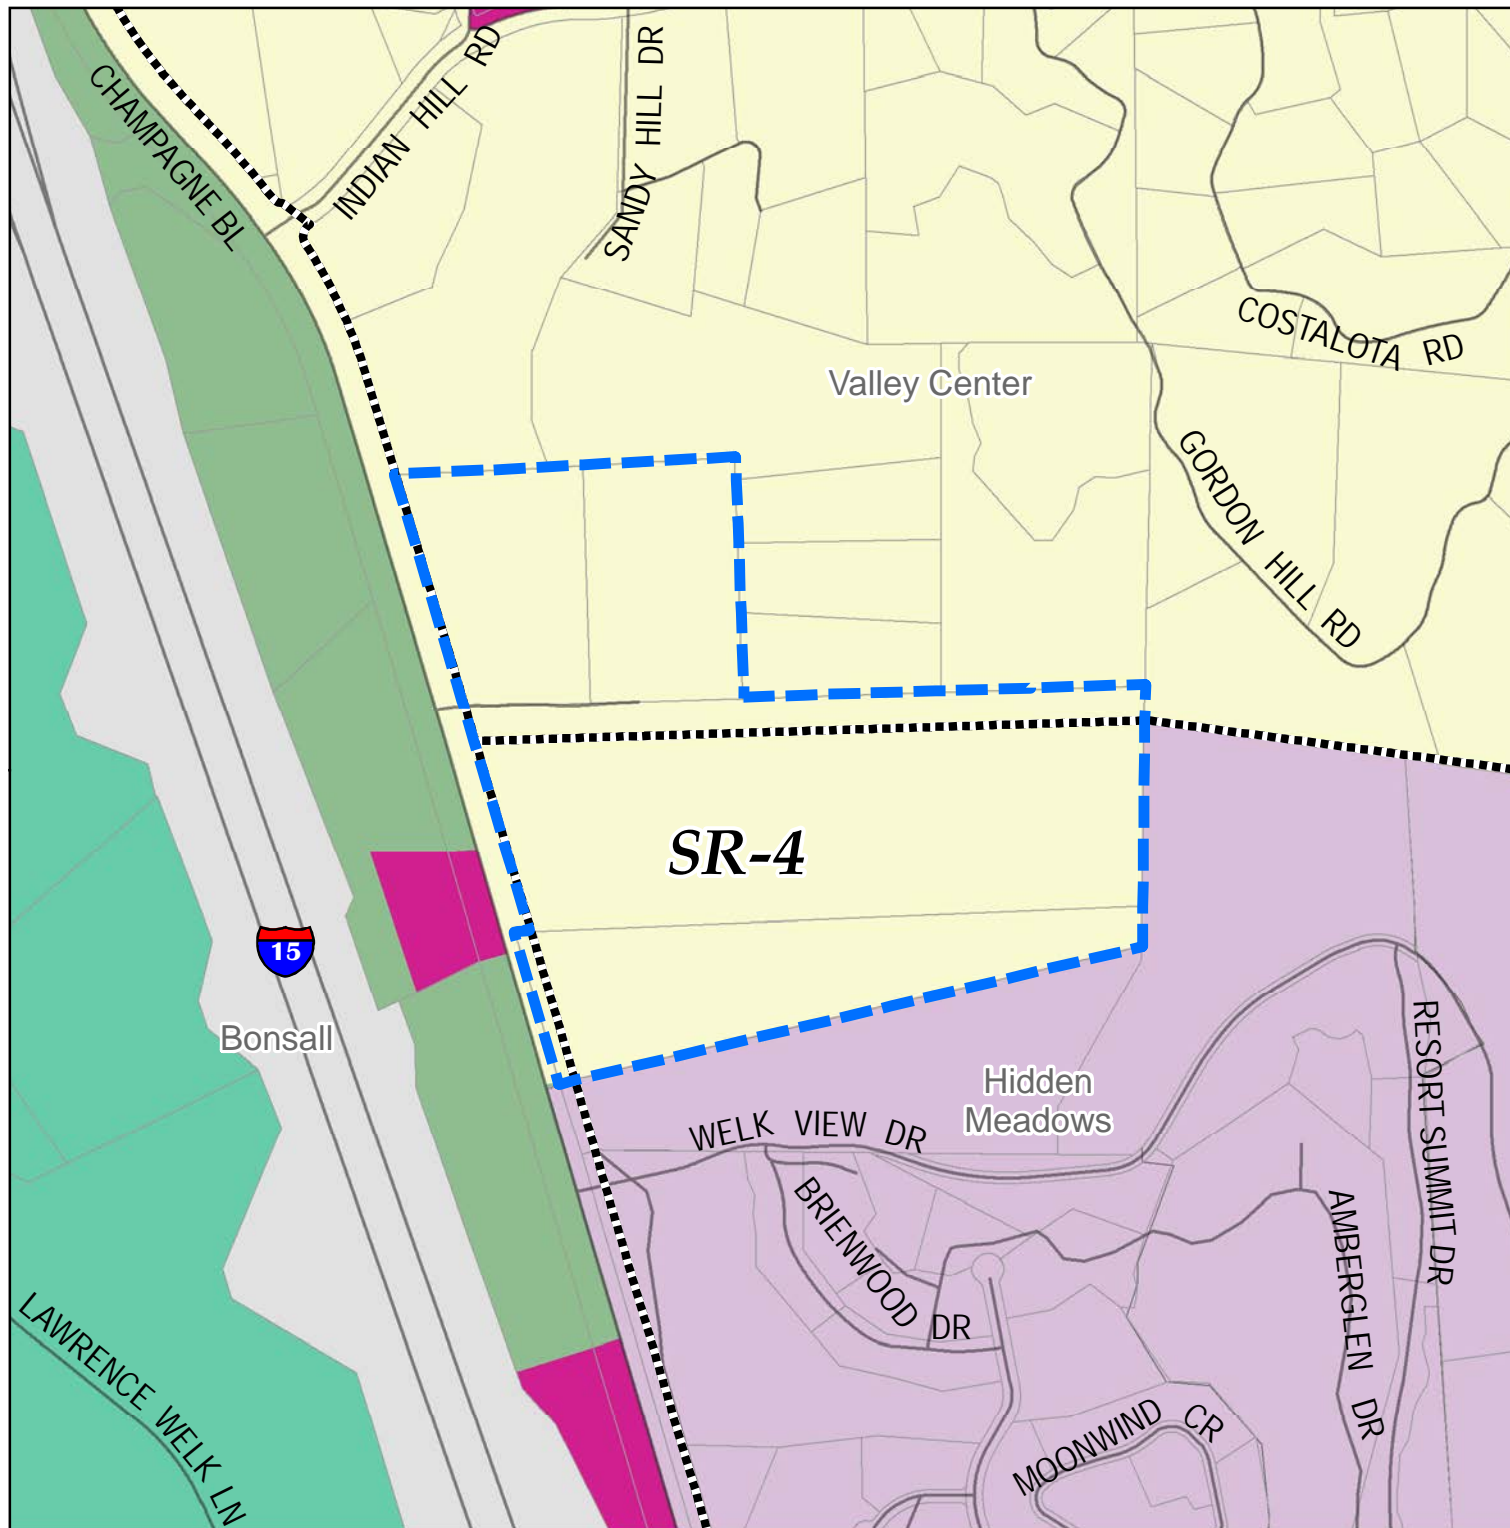 CHAMPAGNE BL
INDIAN HILL RD
SANDY HILL DR
COSTALOTA RD
Valley Center
GORDON HILL RD
SR-4
15
Bonsall
Hidden
Meadows
WELK VIEW DR
RESORT SUMMIT DR
BRIENWOOD DR
AMBERGLEN DR
LAWRENCE WELK LN
MOONWIND CR